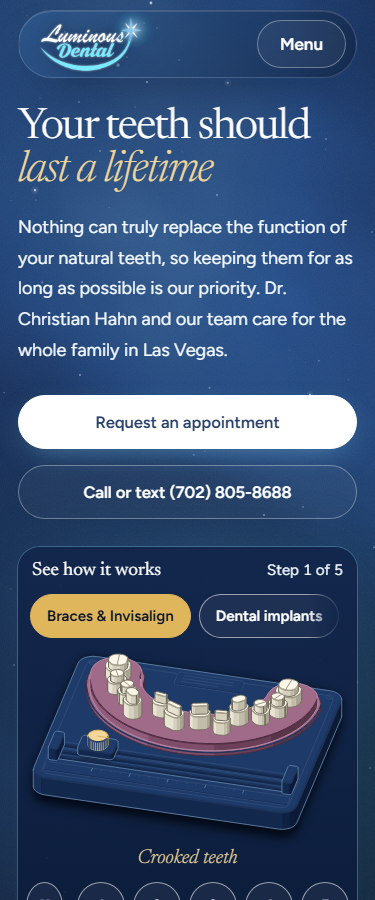 Luminous
Dental
Menu
Your teeth should
last a lifetime
Nothing can truly replace the function of
your natural teeth, so keeping them for as
long as possible is our priority. Dr.
Christian Hahn and our team care for the
whole family in Las Vegas.
Request an appointment
Call or text (702) 805-8688
See how it works
Step 1 of 5
Braces & Invisalign
Dental implants
Crooked teeth